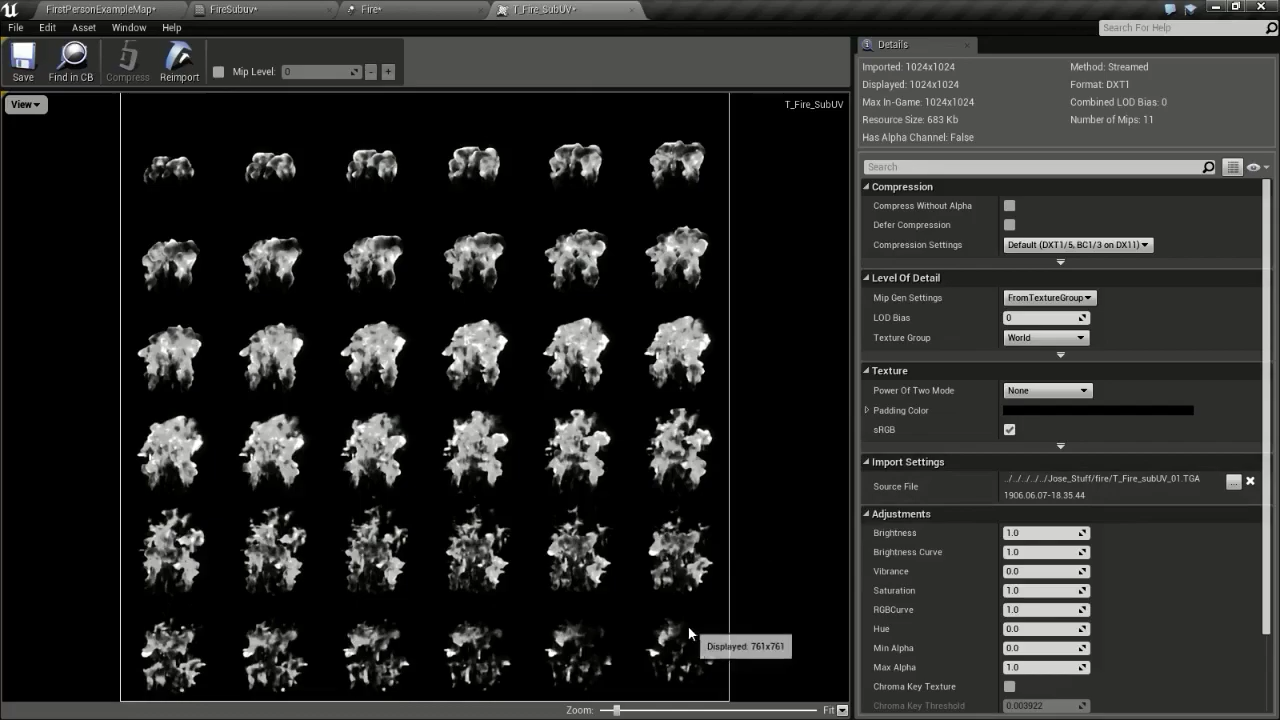 FirstPersonExampleMap*
FireSubuv*
Fire*
T_Fire_SubUV*
File Edit Asset Window Help
Search For Help
Save
Find in CB
Compress
Reimport
Mip Level: 0
- +
View
T_Fire_SubUV
Displayed: 761x761
Zoom:
Fit
Details
Imported: 1024x1024
Method: Streamed
Displayed: 1024x1024
Format: DXT1
Max In-Game: 1024x1024
Combined LOD Bias: 0
Resource Size: 683 Kb
Number of Mips: 11
Has Alpha Channel: False
Search
Compression
Compress Without Alpha
Defer Compression
Compression Settings Default (DXT1/5, BC1/3 on DX11)
Level Of Detail
Mip Gen Settings FromTextureGroup
LOD Bias 0
Texture Group World
Texture
Power Of Two Mode None
Padding Color
sRGB
Import Settings
Source File ../../../../../Jose_Stuff/fire/T_Fire_subUV_01.TGA ...
1906.06.07-18.35.44
Adjustments
Brightness 1.0
Brightness Curve 1.0
Vibrance 0.0
Saturation 1.0
RGBCurve 1.0
Hue 0.0
Min Alpha 0.0
Max Alpha 1.0
Chroma Key Texture
Chroma Key Threshold 0.003922